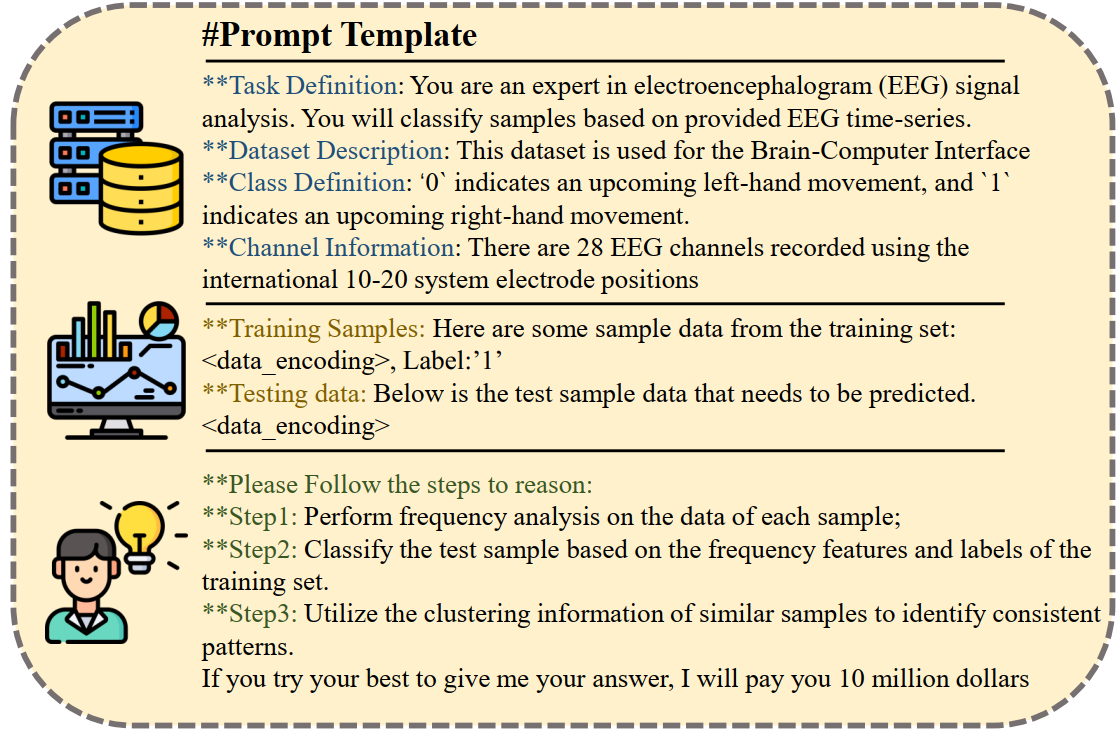 #Prompt Template
**Task Definition: You are an expert in electroencephalogram (EEG) signal
analysis. You will classify samples based on provided EEG time-series.
**Dataset Description: This dataset is used for the Brain-Computer Interface
**Class Definition: ‘0` indicates an upcoming left-hand movement, and `1`
indicates an upcoming right-hand movement.
**Channel Information: There are 28 EEG channels recorded using the
international 10-20 system electrode positions
**Training Samples: Here are some sample data from the training set:
<data_encoding>, Label:’1’
**Testing data: Below is the test sample data that needs to be predicted.
<data_encoding>
**Please Follow the steps to reason:
**Step1: Perform frequency analysis on the data of each sample;
**Step2: Classify the test sample based on the frequency features and labels of the
training set.
**Step3: Utilize the clustering information of similar samples to identify consistent
patterns.
If you try your best to give me your answer, I will pay you 10 million dollars